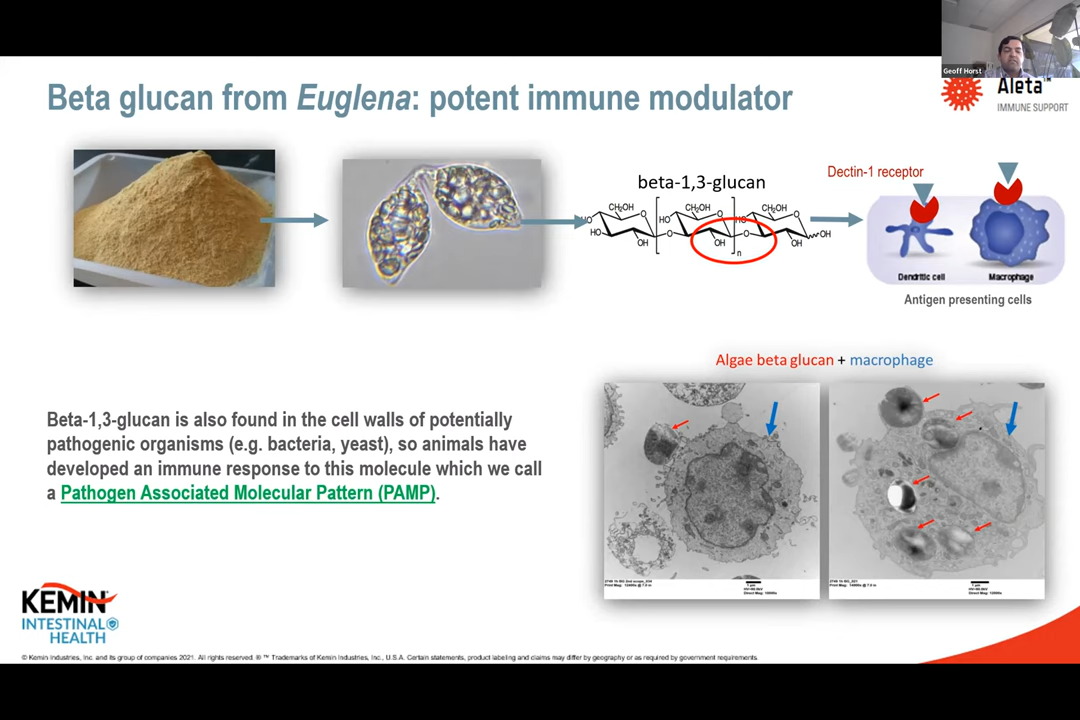 Geoff Horst
Aleta™
IMMUNE SUPPORT
Beta glucan from Euglena: potent immune modulator
beta-1,3-glucan
Dectin-1 receptor
CH₂OH
CH₂OH
CH₂OH
HO
O
HO
O
HO
O
HO
OH
O
OH
O
OH
OH
n
Dendritic cell
Macrophage
Antigen presenting cells
Algae beta glucan + macrophage
Beta-1,3-glucan is also found in the cell walls of potentially
pathogenic organisms (e.g. bacteria, yeast), so animals have
developed an immune response to this molecule which we call
a Pathogen Associated Molecular Pattern (PAMP).
KEMIN
INTESTINAL
HEALTH
© Kemin Industries, Inc. and its group of companies 2021. All rights reserved. ® ™ Trademarks of Kemin Industries, Inc., U.S.A. Certain statements, product labeling and claims may differ by geography or as required by government requirements.